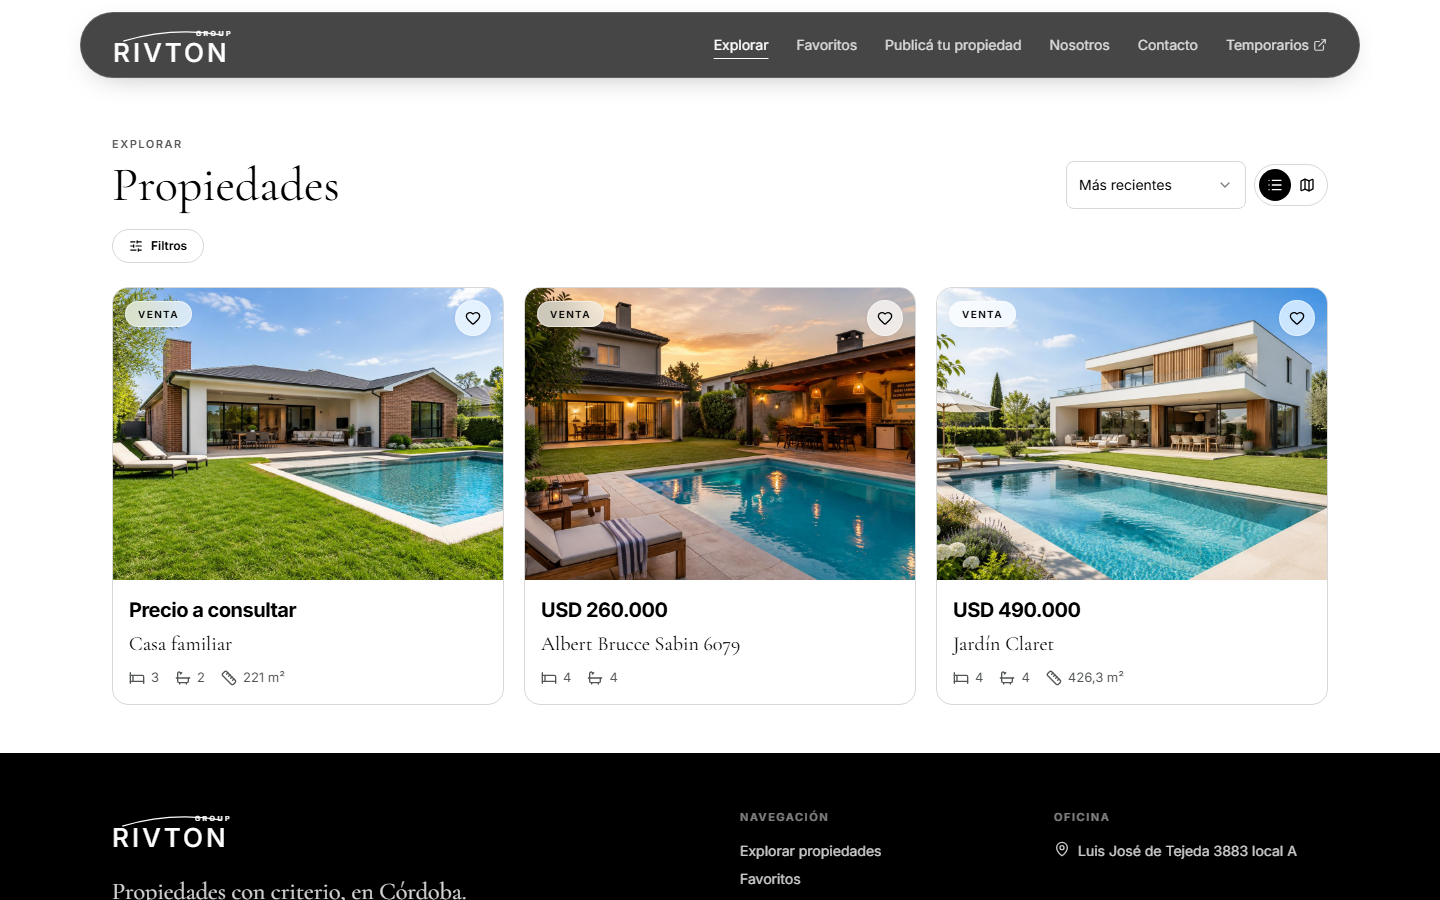 GROUP
RIVTON
Explorar
Favoritos
Publicá tu propiedad
Nosotros
Contacto
Temporarios
EXPLORAR
Propiedades
Más recientes
Filtros
VENTA
VENTA
VENTA
Precio a consultar
Casa familiar
3 2 221 m²
USD 260.000
Albert Brucce Sabin 6079
4 4
USD 490.000
Jardín Claret
4 4 426,3 m²
GROUP
RIVTON
Propiedades con criterio, en Córdoba.
NAVEGACIÓN
Explorar propiedades
Favoritos
OFICINA
Luis José de Tejeda 3883 local A